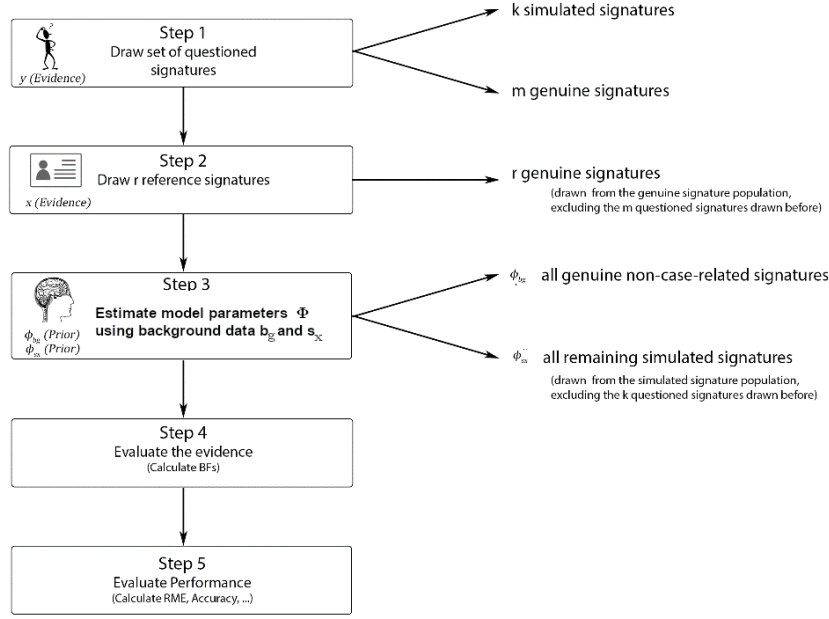 Step 1
Draw set of questioned
signatures
y (Evidence)
k simulated signatures
m genuine signatures
Step 2
Draw r reference signatures
x (Evidence)
r genuine signatures
(drawn from the genuine signature population,
excluding the m questioned signatures drawn before)
Step 3
Estimate model parameters Φ
using background data bg and sx
ϕbg (Prior)
ϕsx (Prior)
ϕbg all genuine non-case-related signatures
ϕsx all remaining simulated signatures
(drawn from the simulated signature population,
excluding the k questioned signatures drawn before)
Step 4
Evaluate the evidence
(Calculate BFs)
Step 5
Evaluate Performance
(Calculate RME, Accuracy, ...)